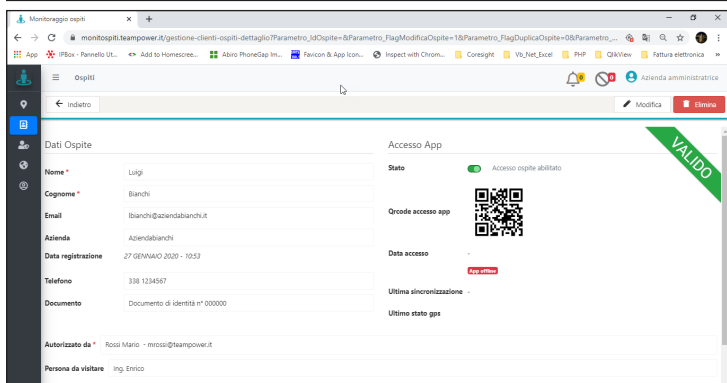 Monitoraggio ospiti
monitospiti.teampower.it/gestione-clienti-ospiti-dettaglio?Parametro_IdOspite=&Parametro_FlagModificaOspite=1&Parametro_FlagDuplicaOspite=0&Parametro_...
App IPBox - Pannello Ut... Add to Homescree... Abiro PhoneGap Im... Favicon & App Icon... Inspect with Chrom... Coresight Vb_Net_Excel PHP QlikView Fattura elettronica »
Ospiti 0 0 Azienda amministratrice
Indietro Modifica Elimina
VALIDO
Dati Ospite
Nome * Luigi
Cognome * Bianchi
Email lbianchi@aziendabianchi.it
Azienda Aziendabianchi
Data registrazione 27 GENNAIO 2020 - 10:53
Telefono 338 1234567
Documento Documento di identità n° 000000
Accesso App
Stato Accesso ospite abilitato
Qrcode accesso app
Data accesso -
App offline
Ultima sincronizzazione -
Ultimo stato gps
Autorizzato da * Rossi Mario - mrossi@teampower.it
Persona da visitare Ing. Enrico